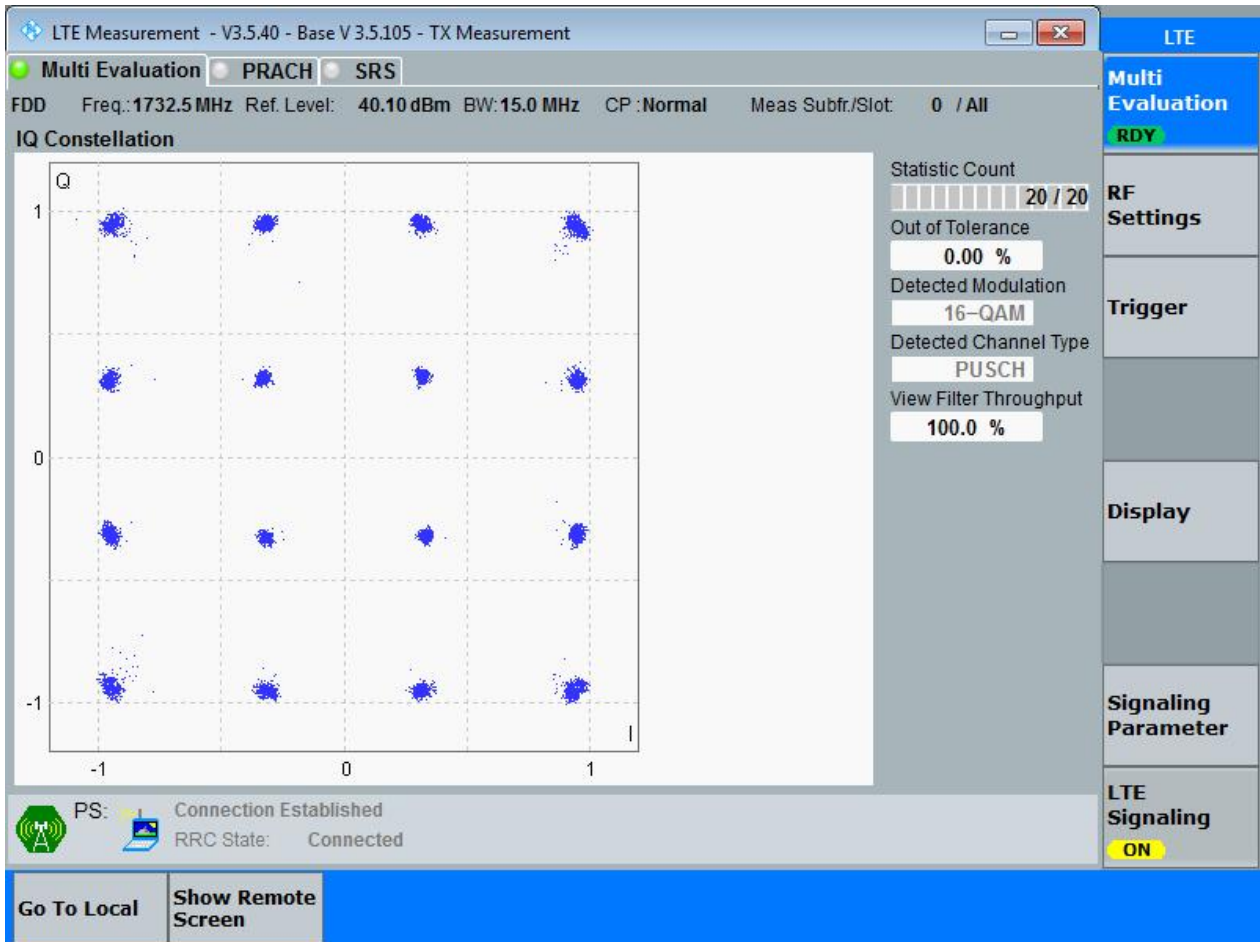 LTE Measurement - V3.5.40 - Base V 3.5.105 - TX Measurement
LTE
Multi Evaluation PRACH SRS
Multi
Evaluation
RDY
FDD Freq.: 1732.5 MHz Ref. Level: 40.10 dBm BW: 15.0 MHz CP : Normal Meas Subfr./Slot: 0 / All
IQ Constellation
Q
1
0
-1
I
-1 0 1
Statistic Count
20 / 20
Out of Tolerance
0.00 %
Detected Modulation
16-QAM
Detected Channel Type
PUSCH
View Filter Throughput
100.0 %
RF
Settings
Trigger
Display
Signaling
Parameter
LTE
Signaling
ON
PS: Connection Established
RRC State: Connected
Go To Local
Show Remote
Screen